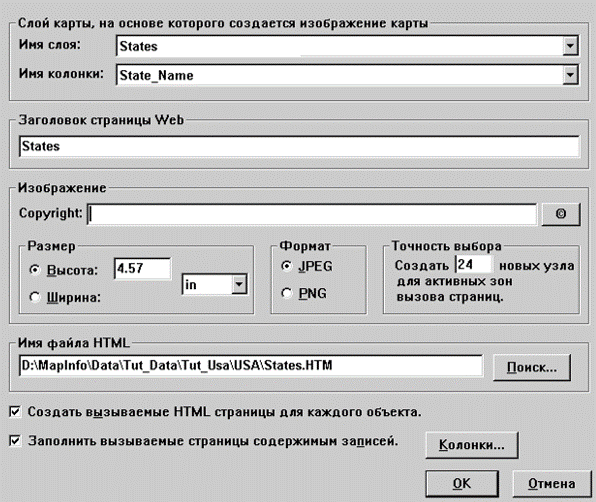 Слой карты, на основе которого создается изображение карты
Имя слоя: States
Имя колонки: State_Name
Заголовок страницы Web
States
Изображение
Copyright: ©
Размер
Высота: 4.57 in
Ширина:
Формат
JPEG
PNG
Точность выбора
Создать 24 новых узла
для активных зон
вызова страниц.
Имя файла HTML
D:\MapInfo\Data\Tut_Data\Tut_Usa\USA\States.HTM Поиск...
Создать вызываемые HTML страницы для каждого объекта.
Заполнить вызываемые страницы содержимым записей. Колонки...
OK Отмена